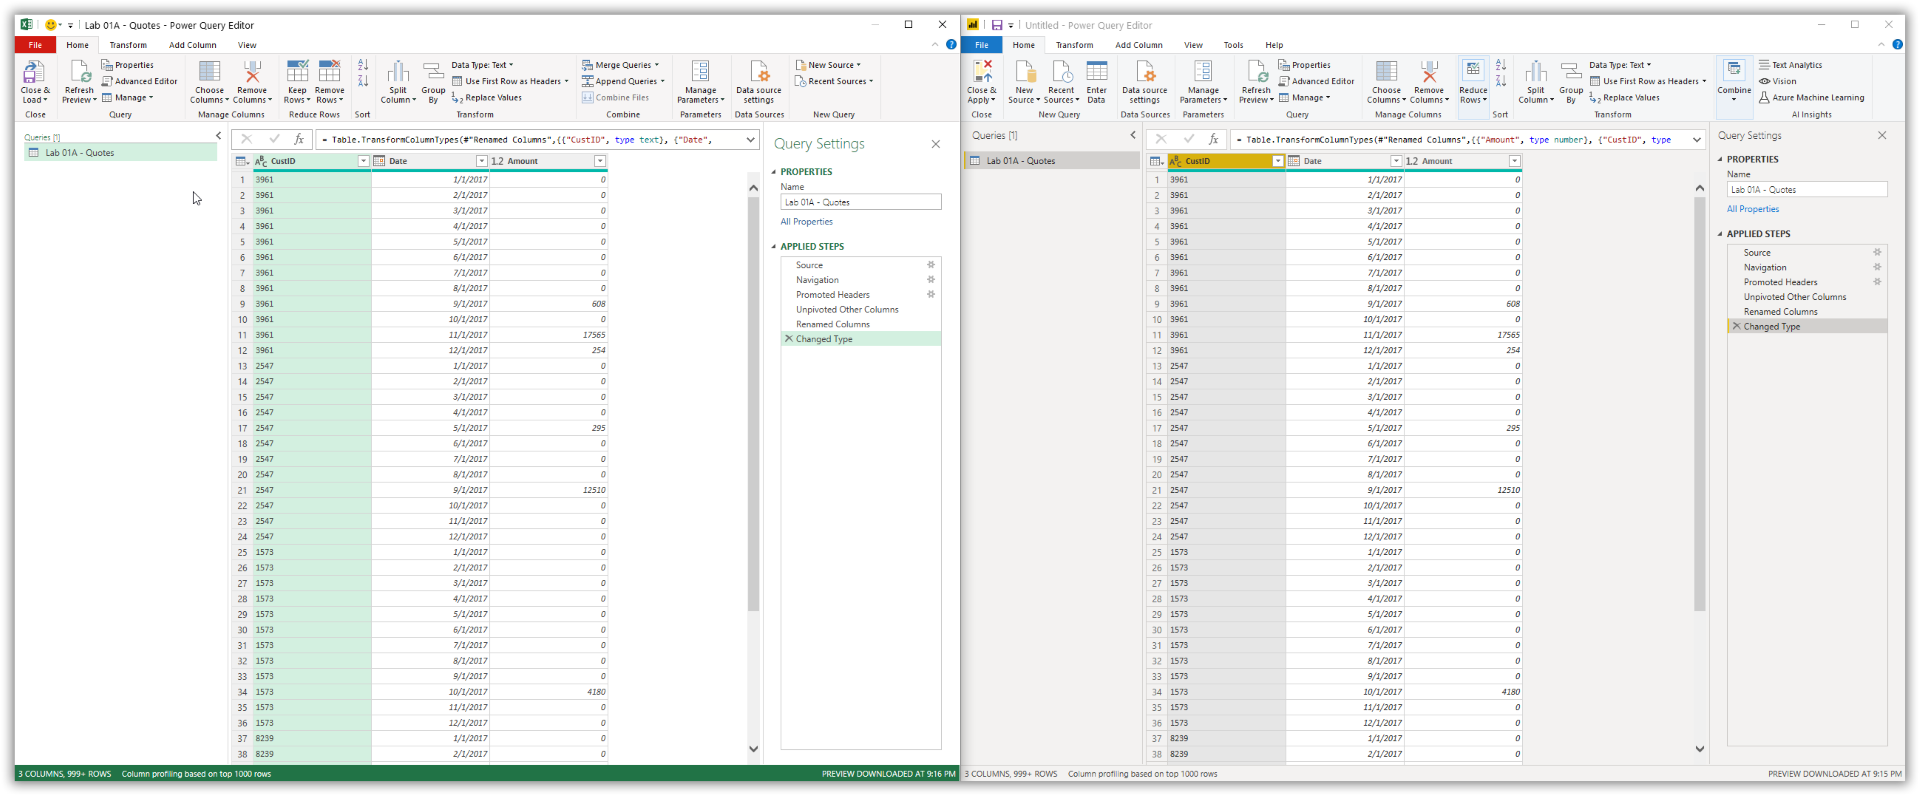 Lab 01A - Quotes - Power Query Editor
File Home Transform Add Column View
Close & Load
Refresh Preview
Properties
Advanced Editor
Manage
Choose Columns
Remove Columns
Keep Rows
Remove Rows
Split Column
Group By
Data Type: Text
Use First Row as Headers
Replace Values
Merge Queries
Append Queries
Combine Files
Manage Parameters
Data source settings
New Source
Recent Sources
Close Query Manage Columns Reduce Rows Sort Transform Combine Parameters Data Sources New Query
Queries [1]
Lab 01A - Quotes
= Table.TransformColumnTypes(#"Renamed Columns",{{"CustID", type text}, {"Date",
CustID Date 1.2 Amount
1 3961 1/1/2017 0
2 3961 2/1/2017 0
3 3961 3/1/2017 0
4 3961 4/1/2017 0
5 3961 5/1/2017 0
6 3961 6/1/2017 0
7 3961 7/1/2017 0
8 3961 8/1/2017 0
9 3961 9/1/2017 608
10 3961 10/1/2017 0
11 3961 11/1/2017 17565
12 3961 12/1/2017 254
13 2547 1/1/2017 0
14 2547 2/1/2017 0
15 2547 3/1/2017 0
16 2547 4/1/2017 0
17 2547 5/1/2017 295
18 2547 6/1/2017 0
19 2547 7/1/2017 0
20 2547 8/1/2017 0
21 2547 9/1/2017 12510
22 2547 10/1/2017 0
23 2547 11/1/2017 0
24 2547 12/1/2017 0
25 1573 1/1/2017 0
26 1573 2/1/2017 0
27 1573 3/1/2017 0
28 1573 4/1/2017 0
29 1573 5/1/2017 0
30 1573 6/1/2017 0
31 1573 7/1/2017 0
32 1573 8/1/2017 0
33 1573 9/1/2017 0
34 1573 10/1/2017 4180
35 1573 11/1/2017 0
36 1573 12/1/2017 0
37 8239 1/1/2017 0
38 8239 2/1/2017 0
Query Settings
PROPERTIES
Name
Lab 01A - Quotes
All Properties
APPLIED STEPS
Source
Navigation
Promoted Headers
Unpivoted Other Columns
Renamed Columns
Changed Type
3 COLUMNS, 999+ ROWS Column profiling based on top 1000 rows PREVIEW DOWNLOADED AT 9:16 PM
Untitled - Power Query Editor
File Home Transform Add Column View Tools Help
Close & Apply
New Source
Recent Sources
Enter Data
Data source settings
Manage Parameters
Refresh Preview
Properties
Advanced Editor
Manage
Choose Columns
Remove Columns
Reduce Rows
Split Column
Group By
Data Type: Text
Use First Row as Headers
Replace Values
Combine
Text Analytics
Vision
Azure Machine Learning
Close New Query Data Sources Parameters Query Manage Columns Sort Transform AI Insights
Queries [1]
Lab 01A - Quotes
= Table.TransformColumnTypes(#"Renamed Columns",{{"Amount", type number}, {"CustID", type
CustID Date 1.2 Amount
1 3961 1/1/2017 0
2 3961 2/1/2017 0
3 3961 3/1/2017 0
4 3961 4/1/2017 0
5 3961 5/1/2017 0
6 3961 6/1/2017 0
7 3961 7/1/2017 0
8 3961 8/1/2017 0
9 3961 9/1/2017 608
10 3961 10/1/2017 0
11 3961 11/1/2017 17565
12 3961 12/1/2017 254
13 2547 1/1/2017 0
14 2547 2/1/2017 0
15 2547 3/1/2017 0
16 2547 4/1/2017 0
17 2547 5/1/2017 295
18 2547 6/1/2017 0
19 2547 7/1/2017 0
20 2547 8/1/2017 0
21 2547 9/1/2017 12510
22 2547 10/1/2017 0
23 2547 11/1/2017 0
24 2547 12/1/2017 0
25 1573 1/1/2017 0
26 1573 2/1/2017 0
27 1573 3/1/2017 0
28 1573 4/1/2017 0
29 1573 5/1/2017 0
30 1573 6/1/2017 0
31 1573 7/1/2017 0
32 1573 8/1/2017 0
33 1573 9/1/2017 0
34 1573 10/1/2017 4180
35 1573 11/1/2017 0
36 1573 12/1/2017 0
37 8239 1/1/2017 0
38 8239 2/1/2017 0
Query Settings
PROPERTIES
Name
Lab 01A - Quotes
All Properties
APPLIED STEPS
Source
Navigation
Promoted Headers
Unpivoted Other Columns
Renamed Columns
Changed Type
3 COLUMNS, 999+ ROWS Column profiling based on top 1000 rows PREVIEW DOWNLOADED AT 9:15 PM